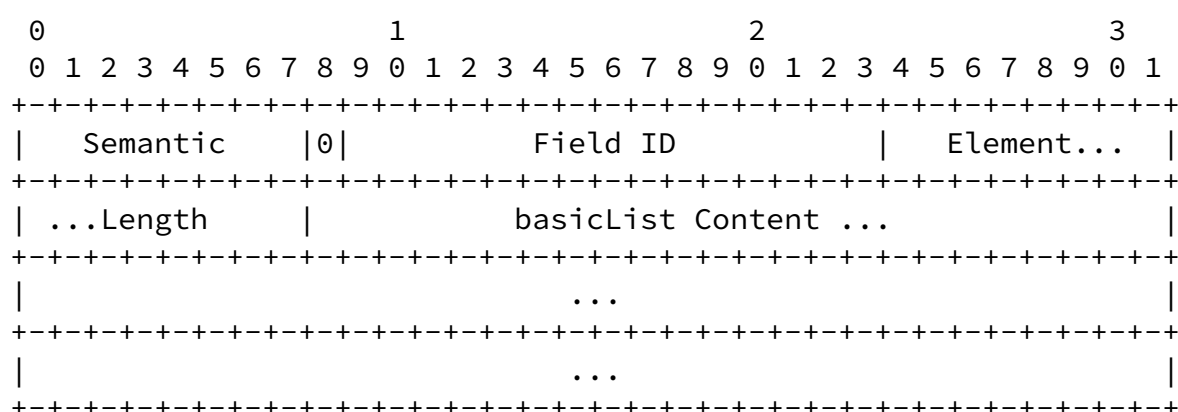 0                   1                   2                   3
 0 1 2 3 4 5 6 7 8 9 0 1 2 3 4 5 6 7 8 9 0 1 2 3 4 5 6 7 8 9 0 1
+-+-+-+-+-+-+-+-+-+-+-+-+-+-+-+-+-+-+-+-+-+-+-+-+-+-+-+-+-+-+-+-+
|   Semantic    |0|          Field ID           |   Element...  |
+-+-+-+-+-+-+-+-+-+-+-+-+-+-+-+-+-+-+-+-+-+-+-+-+-+-+-+-+-+-+-+-+
| ...Length     |           basicList Content ...               |
+-+-+-+-+-+-+-+-+-+-+-+-+-+-+-+-+-+-+-+-+-+-+-+-+-+-+-+-+-+-+-+-+
|                              ...                              |
+-+-+-+-+-+-+-+-+-+-+-+-+-+-+-+-+-+-+-+-+-+-+-+-+-+-+-+-+-+-+-+-+
|                              ...                              |
+-+-+-+-+-+-+-+-+-+-+-+-+-+-+-+-+-+-+-+-+-+-+-+-+-+-+-+-+-+-+-+-+